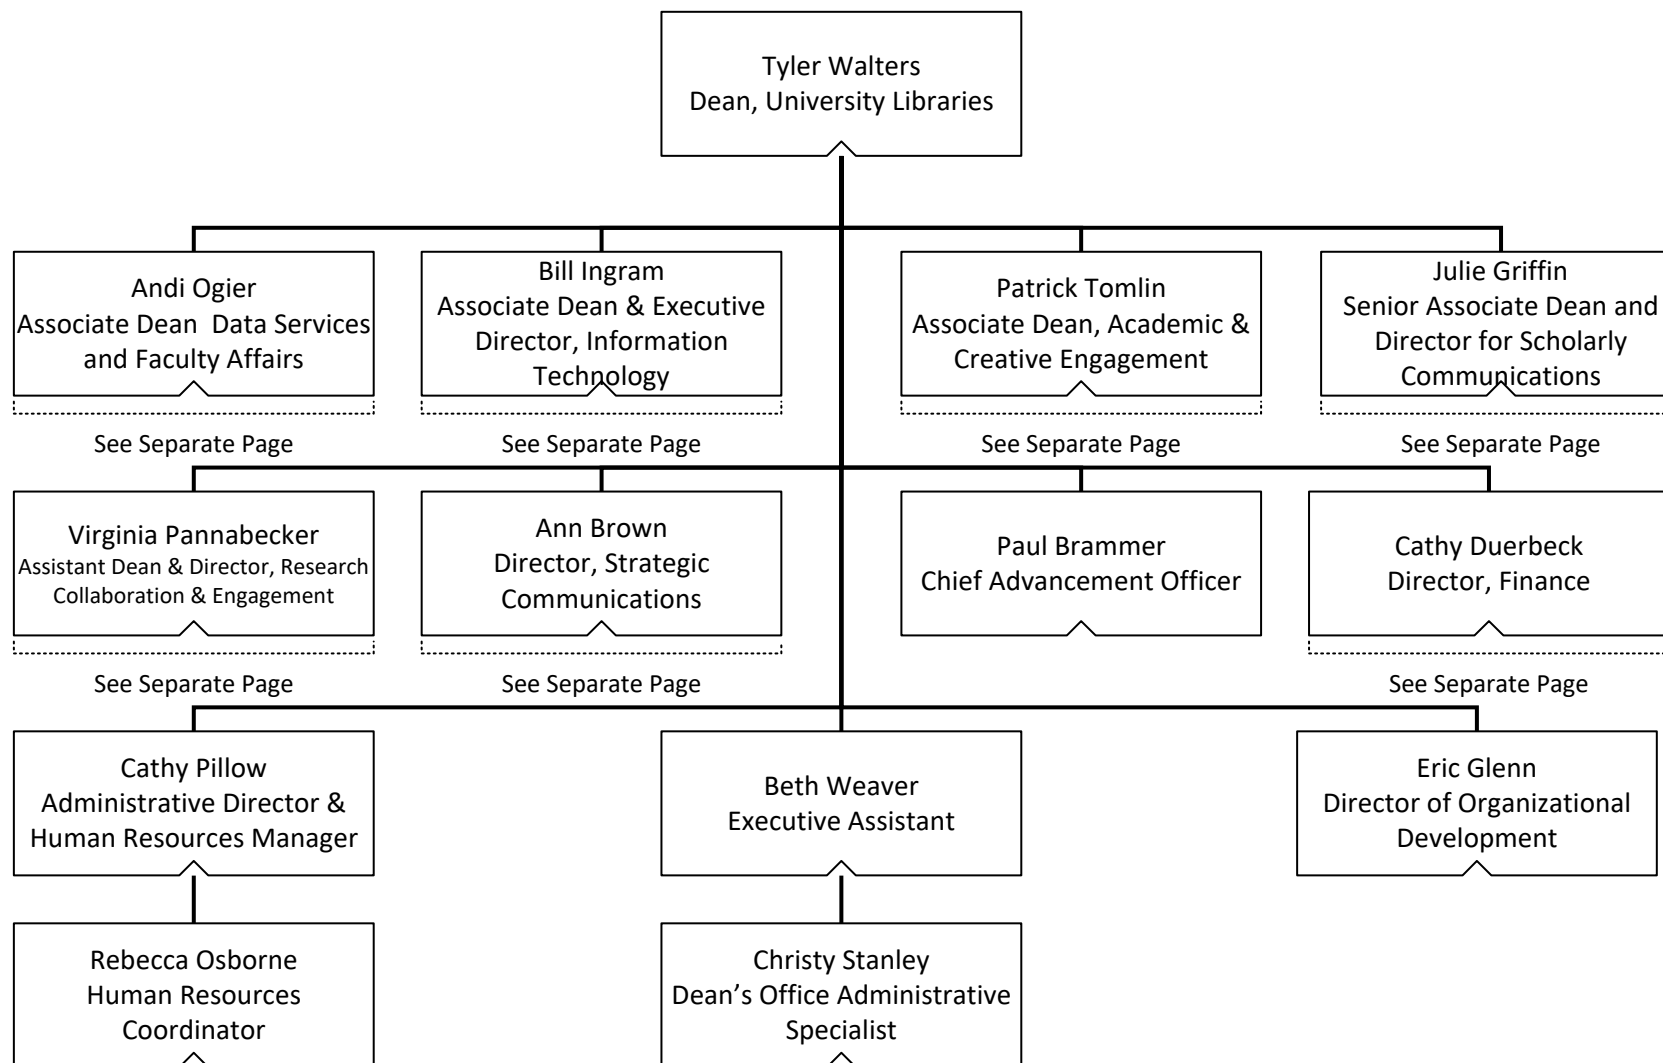 Tyler Walters
Dean, University Libraries
Andi Ogier
Associate Dean  Data Services
and Faculty Affairs
Bill Ingram
Associate Dean & Executive
Director, Information
Technology
Patrick Tomlin
Associate Dean, Academic &
Creative Engagement
Julie Griffin
Senior Associate Dean and
Director for Scholarly
Communications
See Separate Page
See Separate Page
See Separate Page
See Separate Page
Virginia Pannabecker
Assistant Dean & Director, Research
Collaboration & Engagement
Ann Brown
Director, Strategic
Communications
Paul Brammer
Chief Advancement Officer
Cathy Duerbeck
Director, Finance
See Separate Page
See Separate Page
See Separate Page
Cathy Pillow
Administrative Director &
Human Resources Manager
Beth Weaver
Executive Assistant
Eric Glenn
Director of Organizational
Development
Rebecca Osborne
Human Resources
Coordinator
Christy Stanley
Dean’s Office Administrative
Specialist